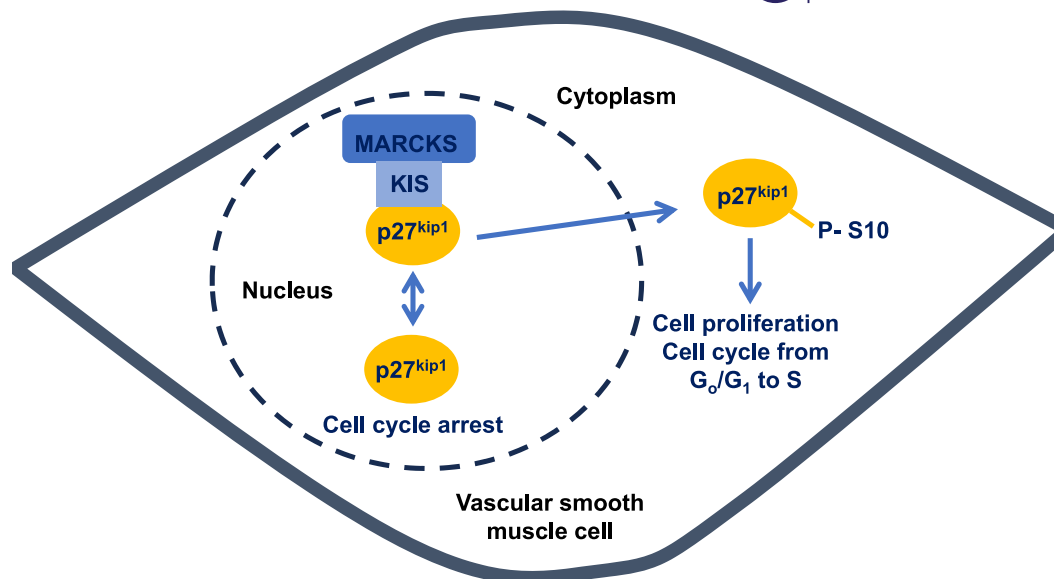 Cytoplasm
MARCKS
KIS
p27kip1
p27kip1
P- S10
Nucleus
Cell proliferation
Cell cycle from
Go/G1 to S
p27kip1
Cell cycle arrest
Vascular smooth
muscle cell